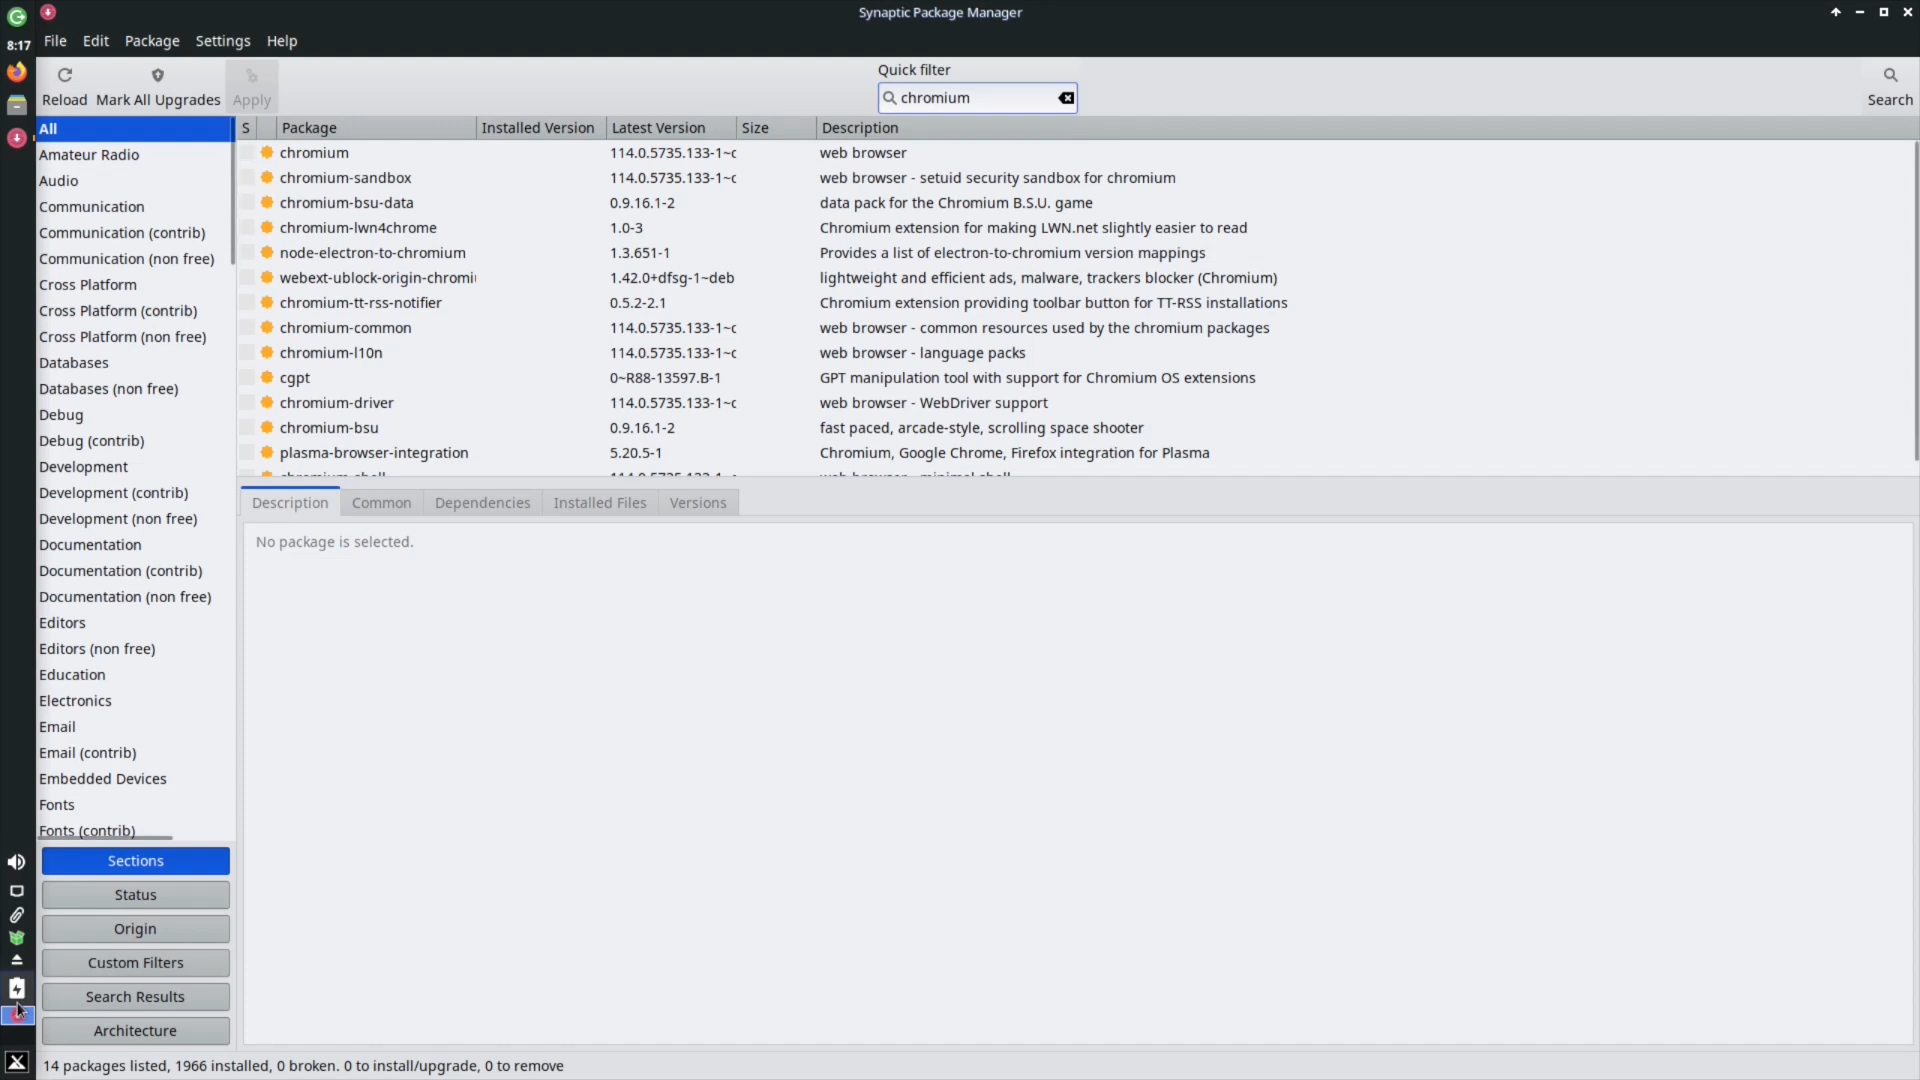 Synaptic Package Manager
8:17
File Edit Package Settings Help
Quick filter
Reload Mark All Upgrades Apply
chromium
Search
All
Amateur Radio
Audio
Communication
Communication (contrib)
Communication (non free)
Cross Platform
Cross Platform (contrib)
Cross Platform (non free)
Databases
Databases (non free)
Debug
Debug (contrib)
Development
Development (contrib)
Development (non free)
Documentation
Documentation (contrib)
Documentation (non free)
Editors
Editors (non free)
Education
Electronics
Email
Email (contrib)
Embedded Devices
Fonts
Fonts (contrib)
Sections
Status
Origin
Custom Filters
Search Results
Architecture
S Package Installed Version Latest Version Size Description
chromium 114.0.5735.133-1~c web browser
chromium-sandbox 114.0.5735.133-1~c web browser - setuid security sandbox for chromium
chromium-bsu-data 0.9.16.1-2 data pack for the Chromium B.S.U. game
chromium-lwn4chrome 1.0-3 Chromium extension for making LWN.net slightly easier to read
node-electron-to-chromium 1.3.651-1 Provides a list of electron-to-chromium version mappings
webext-ublock-origin-chromi 1.42.0+dfsg-1~deb lightweight and efficient ads, malware, trackers blocker (Chromium)
chromium-tt-rss-notifier 0.5.2-2.1 Chromium extension providing toolbar button for TT-RSS installations
chromium-common 114.0.5735.133-1~c web browser - common resources used by the chromium packages
chromium-l10n 114.0.5735.133-1~c web browser - language packs
cgpt 0~R88-13597.B-1 GPT manipulation tool with support for Chromium OS extensions
chromium-driver 114.0.5735.133-1~c web browser - WebDriver support
chromium-bsu 0.9.16.1-2 fast paced, arcade-style, scrolling space shooter
plasma-browser-integration 5.20.5-1 Chromium, Google Chrome, Firefox integration for Plasma
chromium-shell 114.0.5735.133-1~c web browser - minimal shell
Description Common Dependencies Installed Files Versions
No package is selected.
14 packages listed, 1966 installed, 0 broken. 0 to install/upgrade, 0 to remove